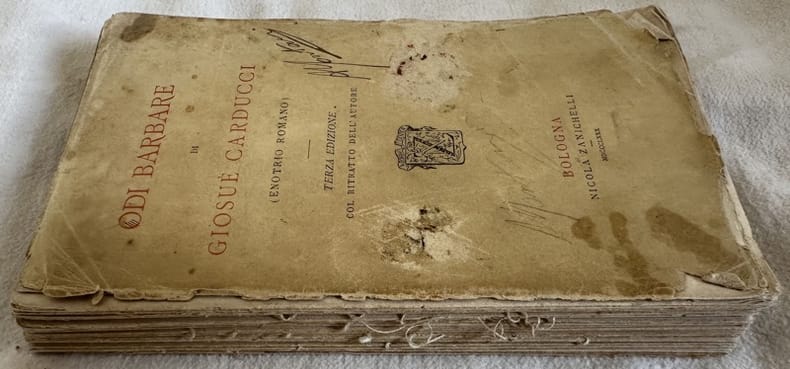 ODI BARBARE
DI
GIOSUÈ CARDUCCI
(ENOTRIO ROMANO)
TERZA EDIZIONE
COL RITRATTO DELL'AUTORE
BOLOGNA
NICOLA ZANICHELLI
MDCCCLXXX